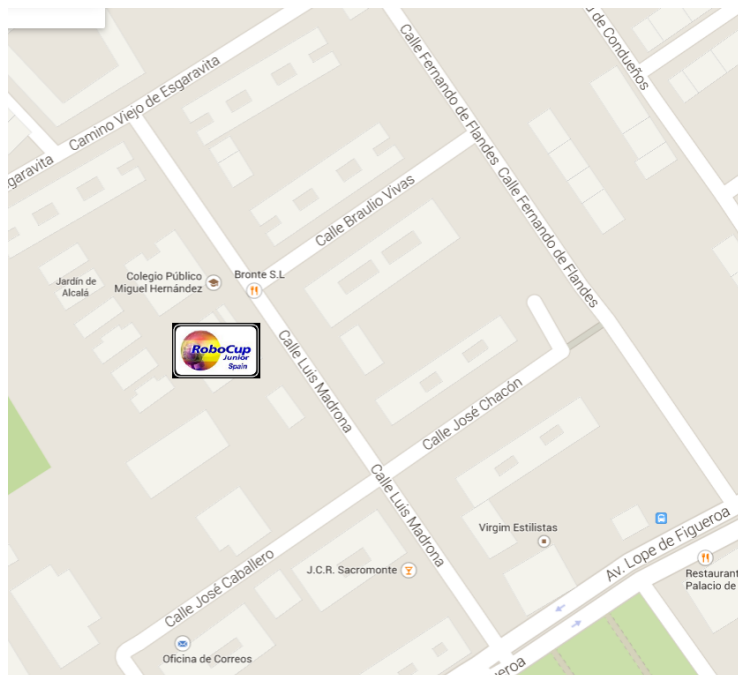 Calle Fernando de Flandes
u de Condueños
Camino Viejo de Esgaravita
sgaravita
Calle Braulio Vivas
Calle Fernando de Flandes
Colegio Público
Miguel Hernández
Bronte S.L
Jardín de
Alcalá
RoboCup
Junior
Spain
Calle Luis Madrona
Calle José Chacón
Calle Luis Madrona
Virgim Estilistas
Av. Lope de Figueroa
J.C.R. Sacromonte
Restaurant
Palacio de
Calle José Caballero
Oficina de Correos
eroa